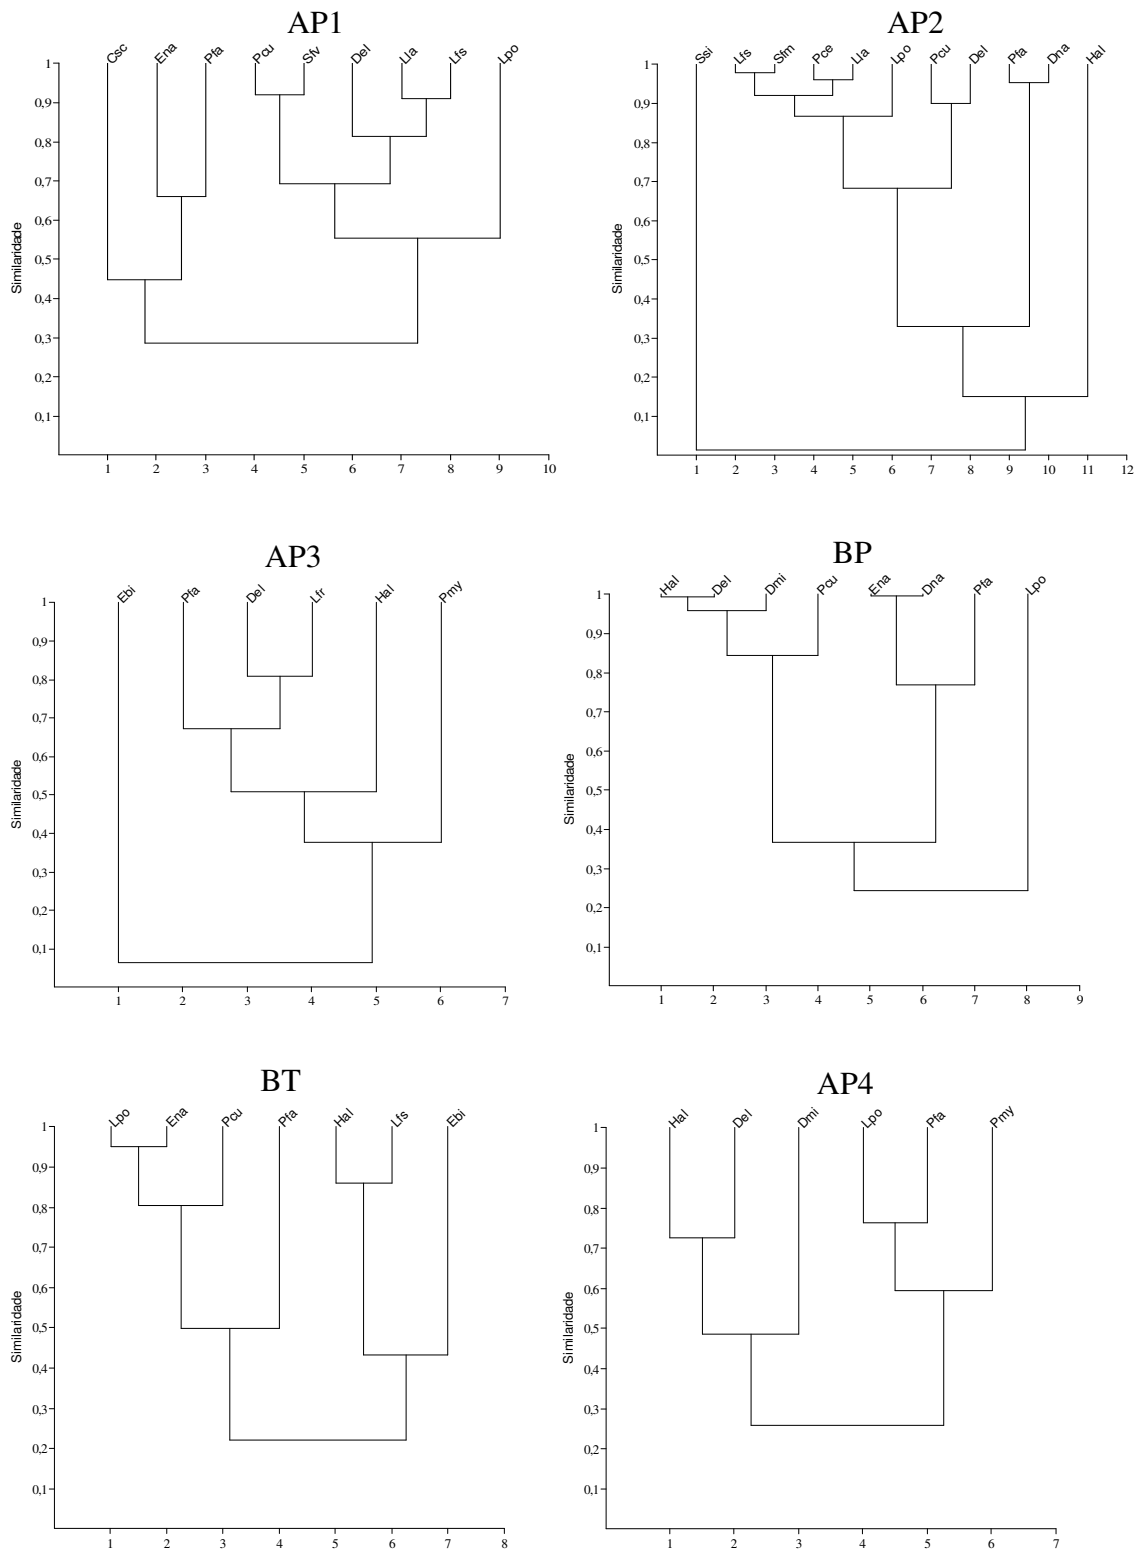 AP1
Csc Ena Pfa Pcu Sfv Del Lla Lfs Lpo
1
0,9
0,8
0,7
0,6
0,5
0,4
0,3
0,2
0,1
Similaridade
1 2 3 4 5 6 7 8 9 10
AP2
Ssi Lfs Sfm Pce Lla Lpo Pcu Del Pfa Dna Hal
1
0,9
0,8
0,7
0,6
0,5
0,4
0,3
0,2
0,1
Similaridade
1 2 3 4 5 6 7 8 9 10 11 12
AP3
Ebi Pfa Del Lfr Hal Pmy
1
0,9
0,8
0,7
0,6
0,5
0,4
0,3
0,2
0,1
Similaridade
1 2 3 4 5 6 7
BP
Hal Del Dmi Pcu Ena Dna Pfa Lpo
1
0,9
0,8
0,7
0,6
0,5
0,4
0,3
0,2
0,1
Similaridade
1 2 3 4 5 6 7 8 9
BT
Lpo Ena Pcu Pfa Hal Lfs Ebi
1
0,9
0,8
0,7
0,6
0,5
0,4
0,3
0,2
0,1
Similaridade
1 2 3 4 5 6 7 8
AP4
Hal Del Dmi Lpo Pfa Pmy
1
0,9
0,8
0,7
0,6
0,5
0,4
0,3
0,2
0,1
Similaridade
1 2 3 4 5 6 7